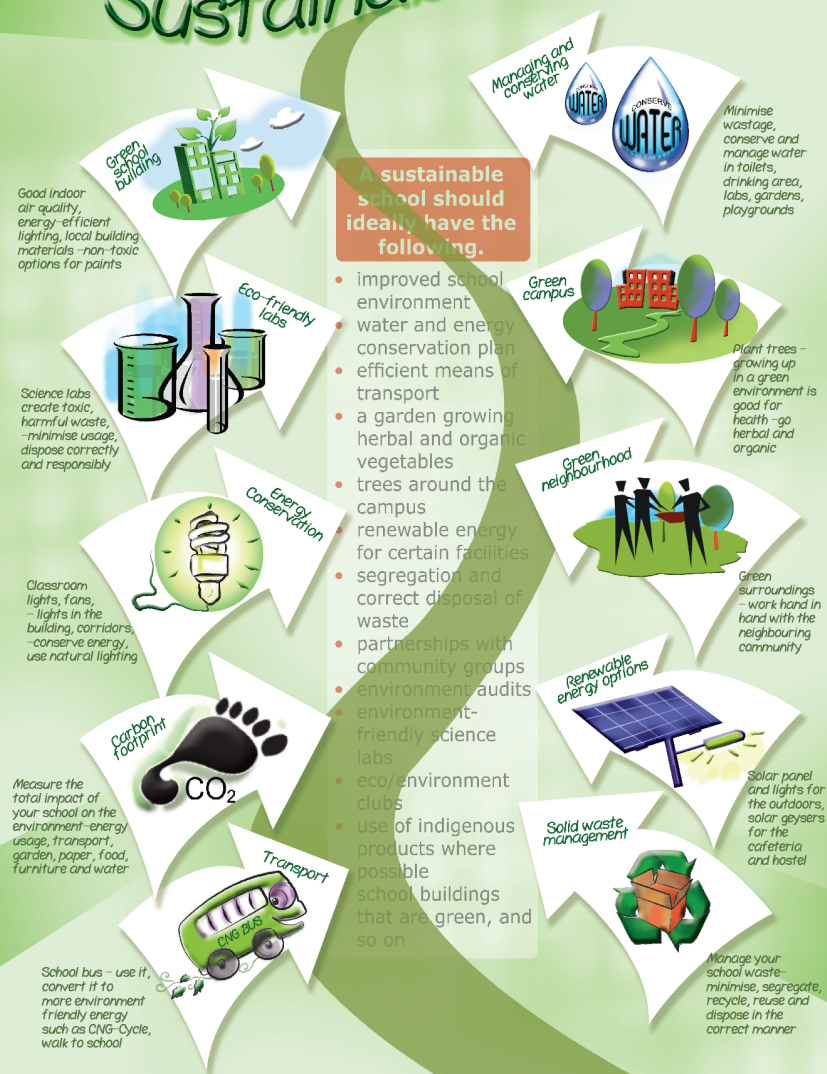 Green
school
building
Good indoor
air quality,
energy-efficient
lighting, local building
materials -non-toxic
options for paints
Eco-friendly
labs
Science labs
create toxic,
harmful waste,
-minimise usage,
dispose correctly
and responsibly
Energy
Conservation
Classroom
lights, fans,
- lights in the
building, corridors,
-conserve energy,
use natural lighting
Carbon
footprint
CO₂
Measure the
total impact of
your school on the
environment-energy
usage, transport,
garden, paper, food,
furniture and water
Transport
CNG BUS
School bus - use it,
convert it to
more environment
friendly energy
such as CNG-Cycle,
walk to school
A sustainable
school should
ideally have the
following.
• improved school
environment
• water and energy
conservation plan
• efficient means of
transport
• a garden growing
herbal and organic
vegetables
• trees around the
campus
• renewable energy
for certain facilities
• segregation and
correct disposal of
waste
• partnerships with
community groups
• environment audits
• environment-
friendly science
labs
• eco/environment
clubs
• use of indigenous
products where
possible
school buildings
that are green, and
so on
Managing and
conserving
water
WATER
CONSERVE
WATER
Minimise
wastage,
conserve and
manage water
in toilets,
drinking area,
labs, gardens,
playgrounds
Green
campus
Plant trees -
growing up
in a green
environment is
good for
health -go
herbal and
organic
Green
neighbourhood
Green
surroundings
- work hand in
hand with the
neighbouring
community
Renewable
energy options
Solar panel
and lights for
the outdoors,
solar geysers
for the
cafeteria
and hostel
Solid waste
management
Manage your
school waste-
minimise, segregate,
recycle, reuse and
dispose in the
correct manner